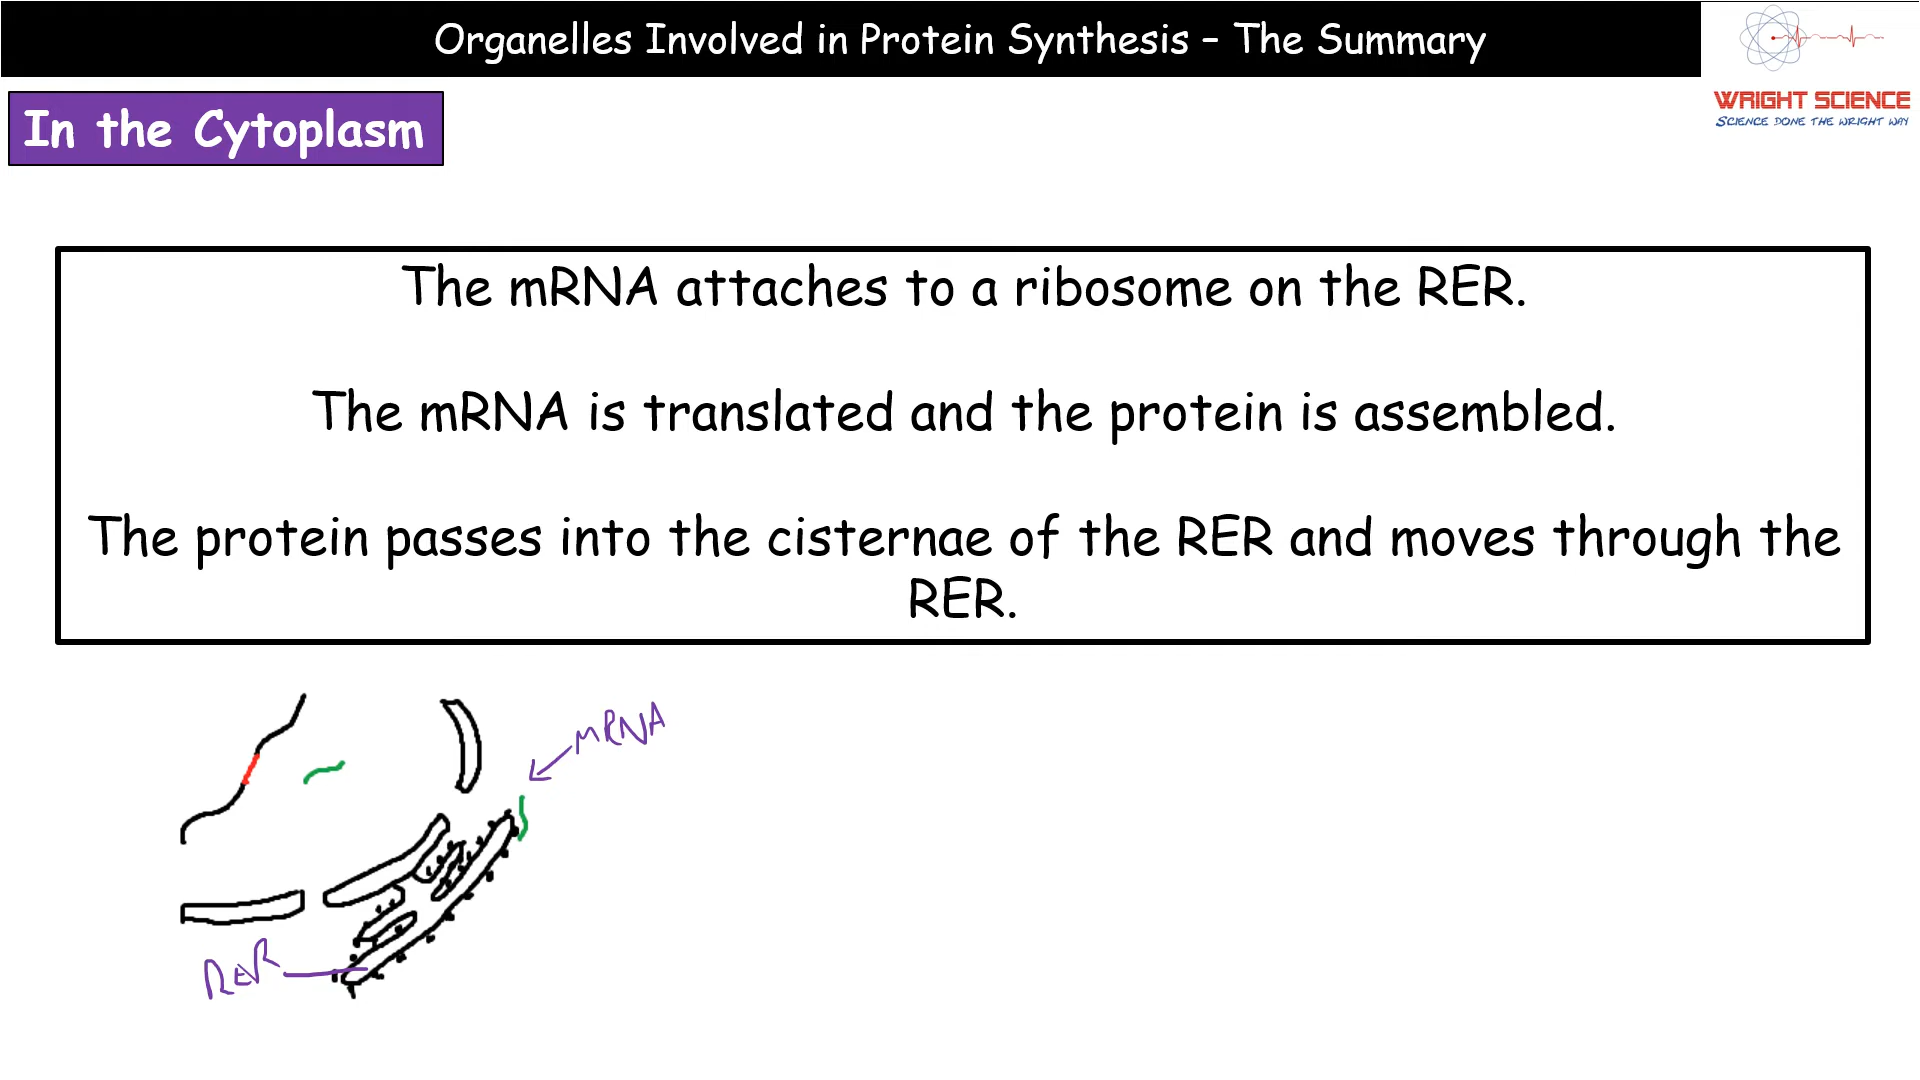 Organelles Involved in Protein Synthesis – The Summary
WRIGHT SCIENCE
SCIENCE DONE THE WRIGHT WAY
In the Cytoplasm
The mRNA attaches to a ribosome on the RER.
The mRNA is translated and the protein is assembled.
The protein passes into the cisternae of the RER and moves through the
RER.
mRNA
RER